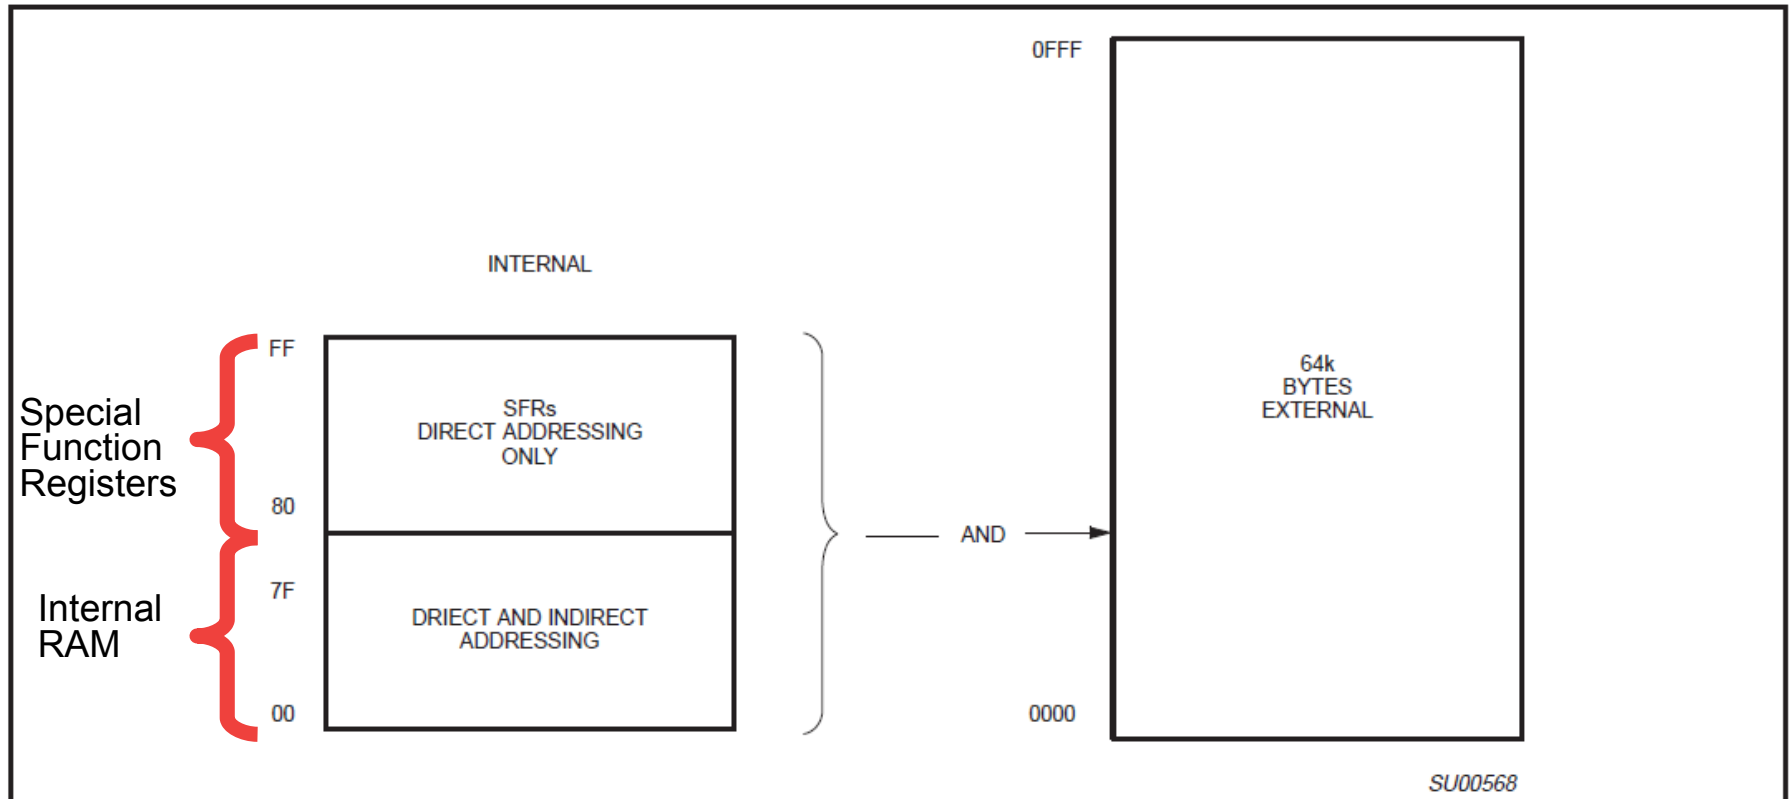 0FFF
INTERNAL
FF
Special
Function
Registers
SFRs
DIRECT ADDRESSING
ONLY
80
64k
BYTES
EXTERNAL
AND
7F
Internal
RAM
DRIECT AND INDIRECT
ADDRESSING
00
0000
SU00568